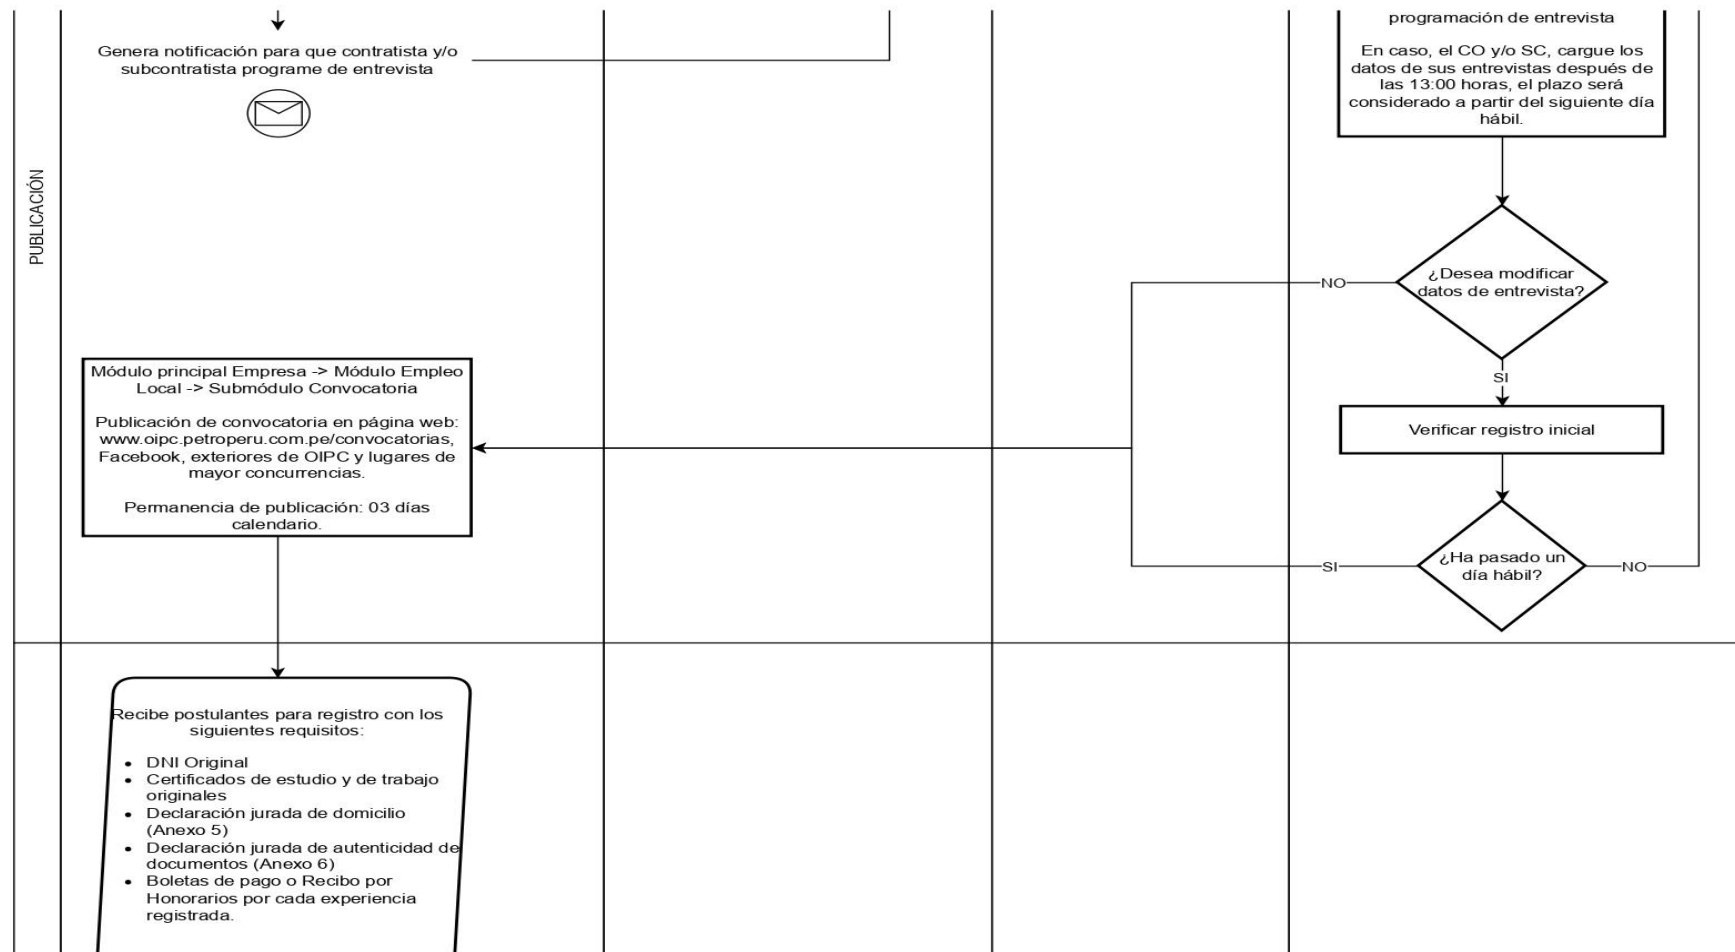 PUBLICACIÓN
Genera notificación para que contratista y/o
subcontratista programe de entrevista
programación de entrevista
En caso, el CO y/o SC, cargue los
datos de sus entrevistas después de
las 13:00 horas, el plazo será
considerado a partir del siguiente día
hábil.
¿Desea modificar
datos de entrevista?
NO
SI
Verificar registro inicial
¿Ha pasado un
día hábil?
SI
NO
Módulo principal Empresa -> Módulo Empleo
Local -> Submódulo Convocatoria
Publicación de convocatoria en página web:
www.oipc.petroperu.com.pe/convocatorias,
Facebook, exteriores de OIPC y lugares de
mayor concurrencias.
Permanencia de publicación: 03 días
calendario.
Recibe postulantes para registro con los
siguientes requisitos:
• DNI Original
• Certificados de estudio y de trabajo
originales
• Declaración jurada de domicilio
(Anexo 5)
• Declaración jurada de autenticidad de
documentos (Anexo 6)
• Boletas de pago o Recibo por
Honorarios por cada experiencia
registrada.